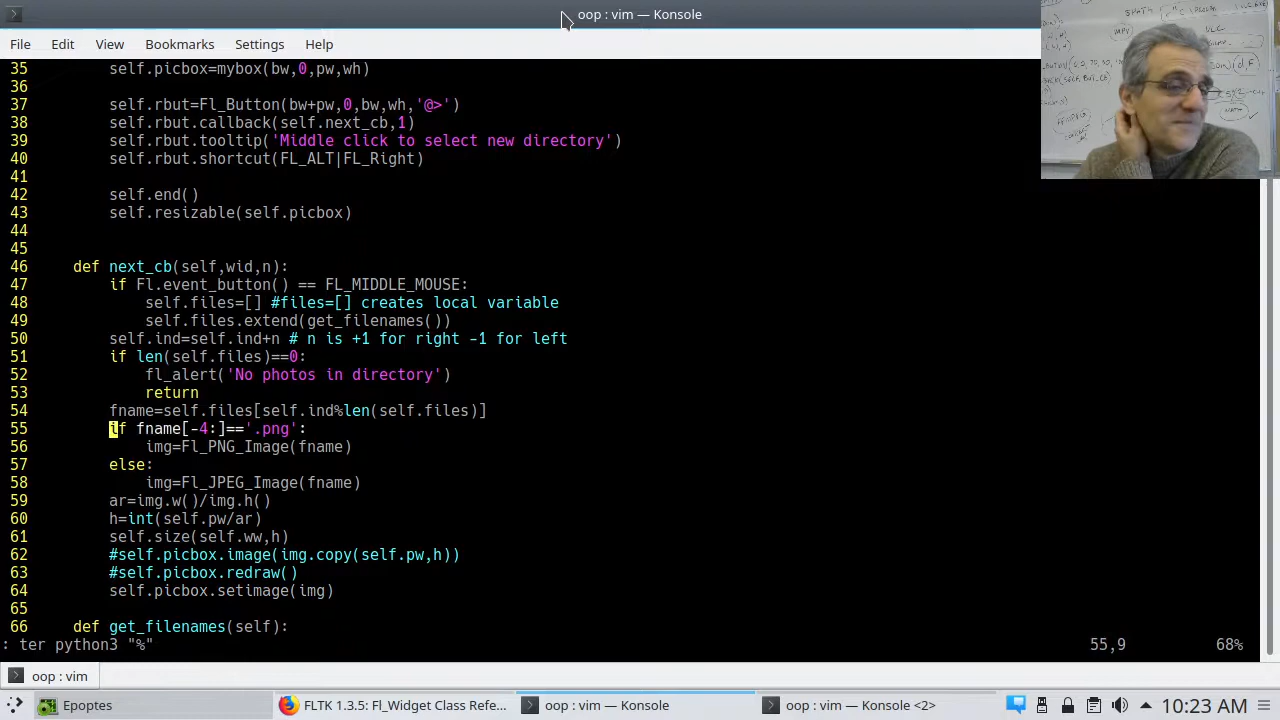 oop : vim — Konsole
File Edit View Bookmarks Settings Help
35 self.picbox=mybox(bw,0,pw,wh)
36
37 self.rbut=Fl_Button(bw+pw,0,bw,wh,'@>')
38 self.rbut.callback(self.next_cb,1)
39 self.rbut.tooltip('Middle click to select new directory')
40 self.rbut.shortcut(FL_ALT|FL_Right)
41
42 self.end()
43 self.resizable(self.picbox)
44
45
46 def next_cb(self,wid,n):
47 if Fl.event_button() == FL_MIDDLE_MOUSE:
48 self.files=[] #files=[] creates local variable
49 self.files.extend(get_filenames())
50 self.ind=self.ind+n # n is +1 for right -1 for left
51 if len(self.files)==0:
52 fl_alert('No photos in directory')
53 return
54 fname=self.files[self.ind%len(self.files)]
55 if fname[-4:]=='.png':
56 img=Fl_PNG_Image(fname)
57 else:
58 img=Fl_JPEG_Image(fname)
59 ar=img.w()/img.h()
60 h=int(self.pw/ar)
61 self.size(self.ww,h)
62 #self.picbox.image(img.copy(self.pw,h))
63 #self.picbox.redraw()
64 self.picbox.setimage(img)
65
66 def get_filenames(self):
: ter python3 "%" 55,9 68%
oop : vim
Epoptes FLTK 1.3.5: Fl_Widget Class Refe... oop : vim — Konsole oop : vim — Konsole <2> 10:23 AM